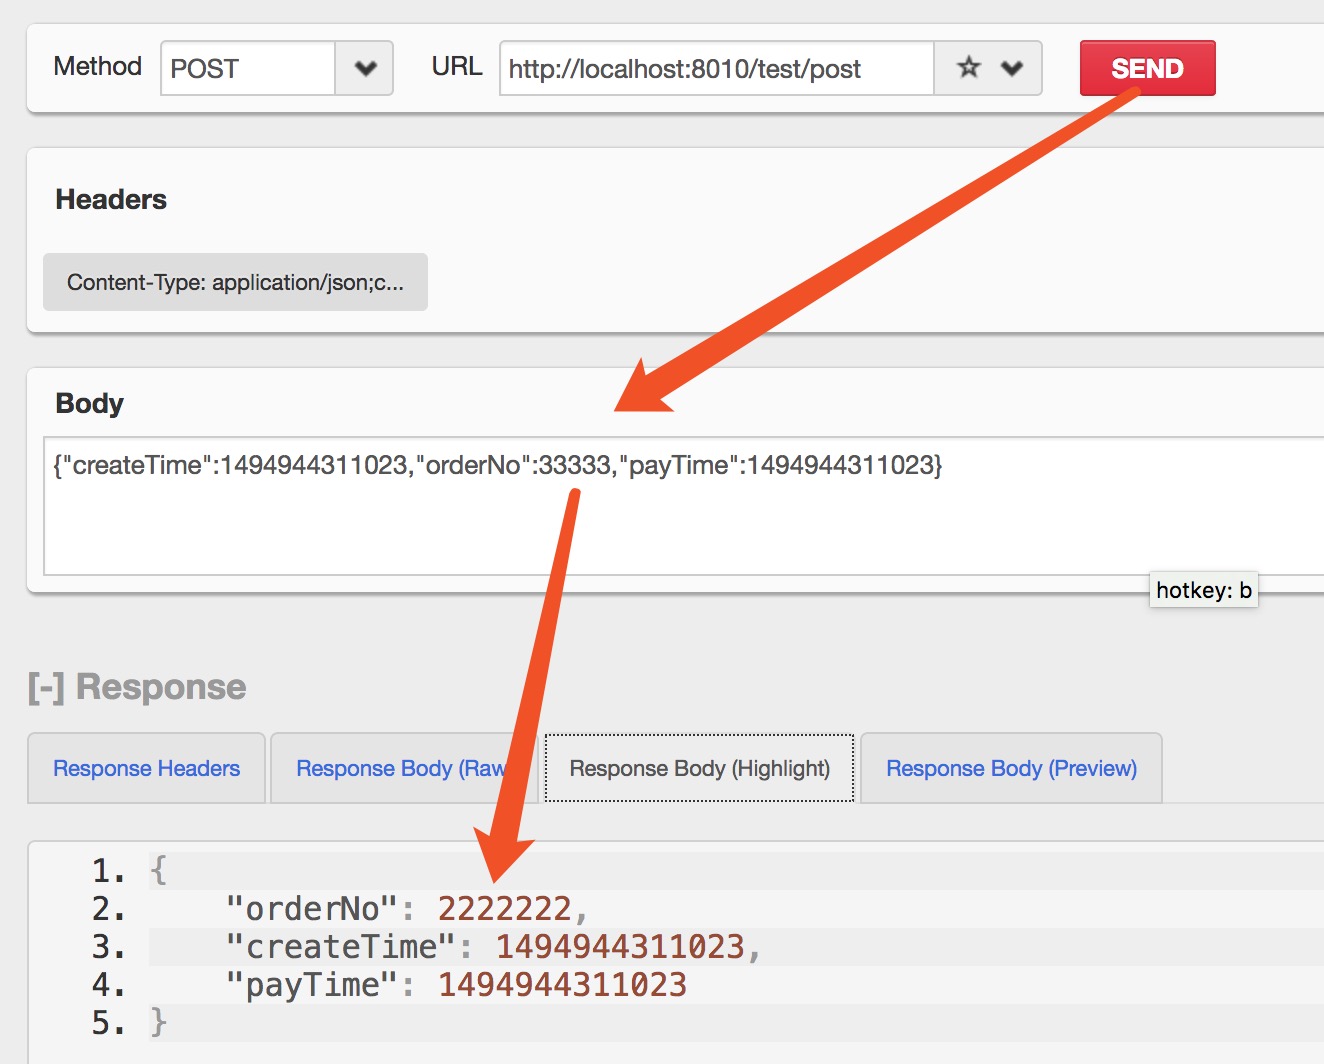 Method POST URL http://localhost:8010/test/post SEND
Headers
Content-Type: application/json;c...
Body
{"createTime":1494944311023,"orderNo":33333,"payTime":1494944311023}
hotkey: b
[-] Response
Response Headers Response Body (Raw Response Body (Highlight) Response Body (Preview)
1. {
2. "orderNo": 2222222,
3. "createTime": 1494944311023,
4. "payTime": 1494944311023
5. }